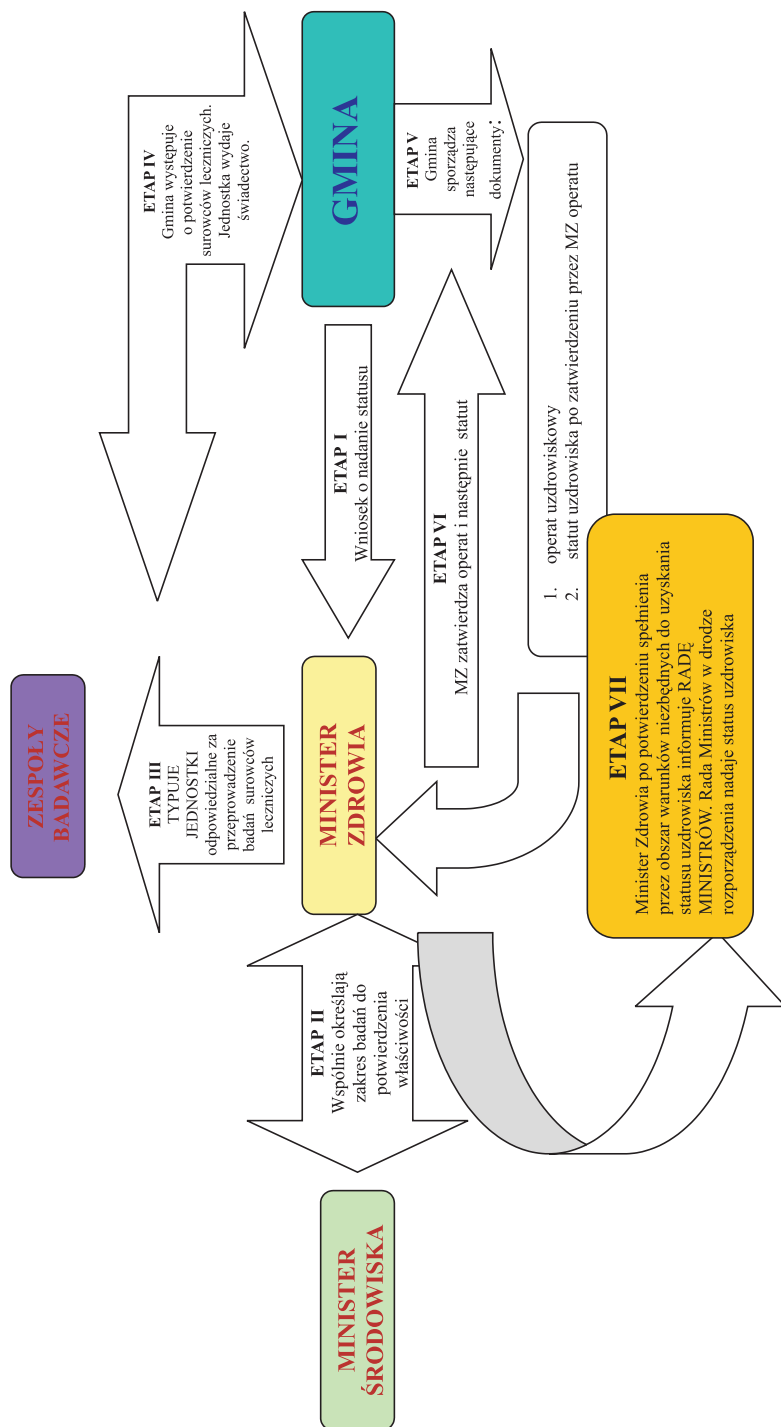 ZESPOŁY
BADAWCZE
ETAP III
TYPUJE
JEDNOSTKI
odpowiedzialne za
przeprowadzenie
badań surowców
leczniczych
ETAP IV
Gmina występuje
o potwierdzenie
surowców leczniczych.
Jednostka wydaje
świadectwo.
MINISTER
ŚRODOWISKA
ETAP II
Wspólnie określają
zakres badań do
potwierdzenia
właściwości
MINISTER
ZDROWIA
ETAP I
Wniosek o nadanie statusu
GMINA
ETAP VI
MZ zatwierdza operat i następnie statut
ETAP V
Gmina
sporządza
następujące
dokumenty:
1. operat uzdrowiskowy
2. statut uzdrowiska po zatwierdzeniu przez MZ operatu
ETAP VII
Minister Zdrowia po potwierdzeniu spełnienia
przez obszar warunków niezbędnych do uzyskania
statusu uzdrowiska informuje RADĘ
MINISTRÓW. Rada Ministrów w drodze
rozporządzenia nadaje status uzdrowiska